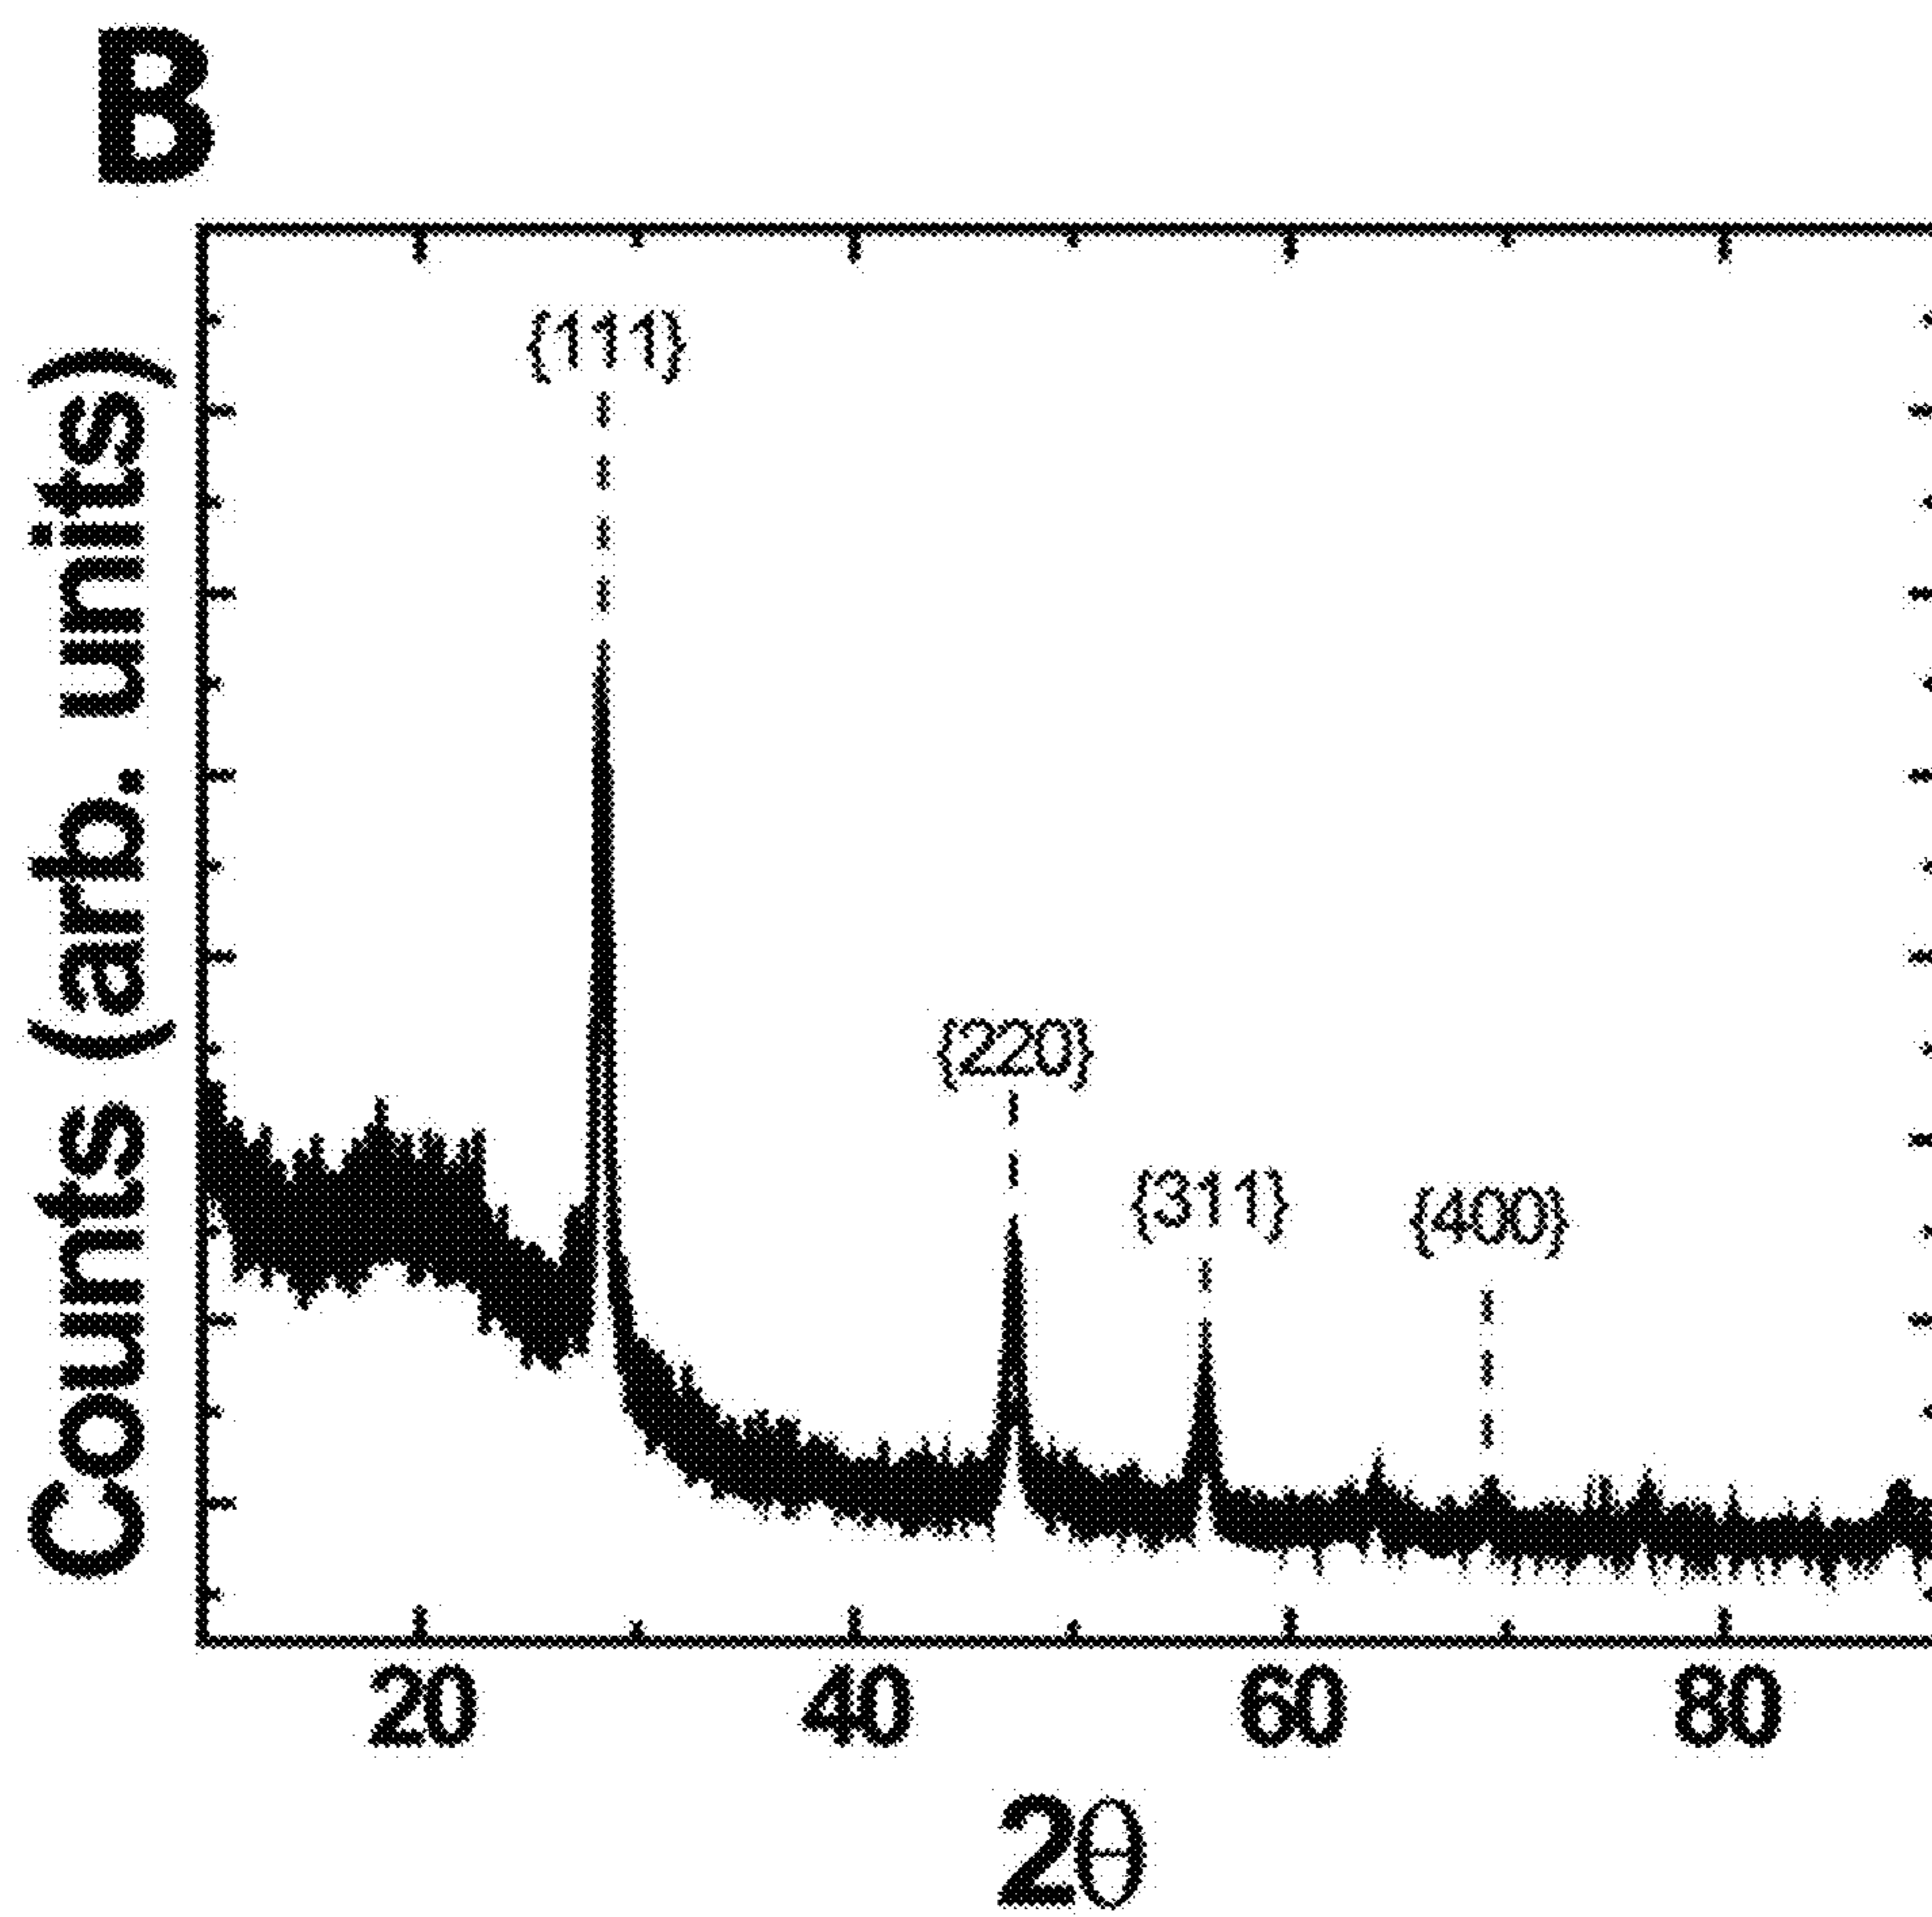 B
Counts (arb. units)
{111}
{220}
{311}
{400}
20 40 60 80
2θ